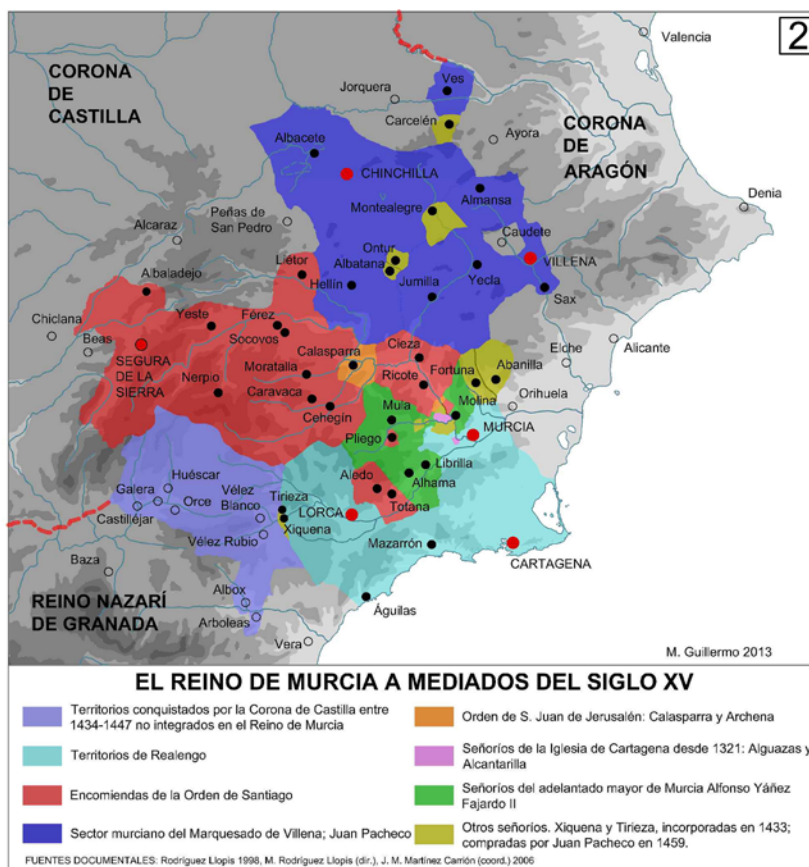 2
Valencia
CORONA
DE
CASTILLA
Ves
Jorquera
Carcelén
Ayora
CORONA
DE
ARAGÓN
Albacete
CHINCHILLA
Almansa
Denia
Montealegre
Peñas de
San Pedro
Caudete
Alcaraz
Ontur
VILLENA
Liétor
Albatana
Albaladejo
Hellín
Jumilla
Yecla
Sax
Chiclana
Yeste
Férez
Socovos
Cieza
Elche
Alicante
Beas
SEGURA
DE LA
SIERRA
Calasparra
Moratalla
Ricote
Fortuna
Abanilla
Nerpio
Caravaca
Orihuela
Cehegín
Mula
Molina
MURCIA
Pliego
Librilla
Huéscar
Vélez
Blanco
Aledo
Alhama
Galera
Orce
Tirieza
LORCA
Totana
Castilléjar
Xiquena
Vélez Rubio
Mazarrón
CARTAGENA
Baza
Albox
REINO NAZARÍ
DE GRANADA
Arboleas
Águilas
Vera
M. Guillermo 2013
EL REINO DE MURCIA A MEDIADOS DEL SIGLO XV
Territorios conquistados por la Corona de Castilla entre
1434-1447 no integrados en el Reino de Murcia
Territorios de Realengo
Encomiendas de la Orden de Santiago
Sector murciano del Marquesado de Villena; Juan Pacheco
Orden de S. Juan de Jerusalén: Calasparra y Archena
Señoríos de la Iglesia de Cartagena desde 1321: Alguazas y
Alcantarilla
Señoríos del adelantado mayor de Murcia Alfonso Yáñez
Fajardo II
Otros señoríos. Xiquena y Tirieza, incorporadas en 1433;
compradas por Juan Pacheco en 1459.
FUENTES DOCUMENTALES: Rodríguez Llopis 1998, M. Rodríguez Llopis (dir.), J. M. Martínez Carrión (coord.) 2006